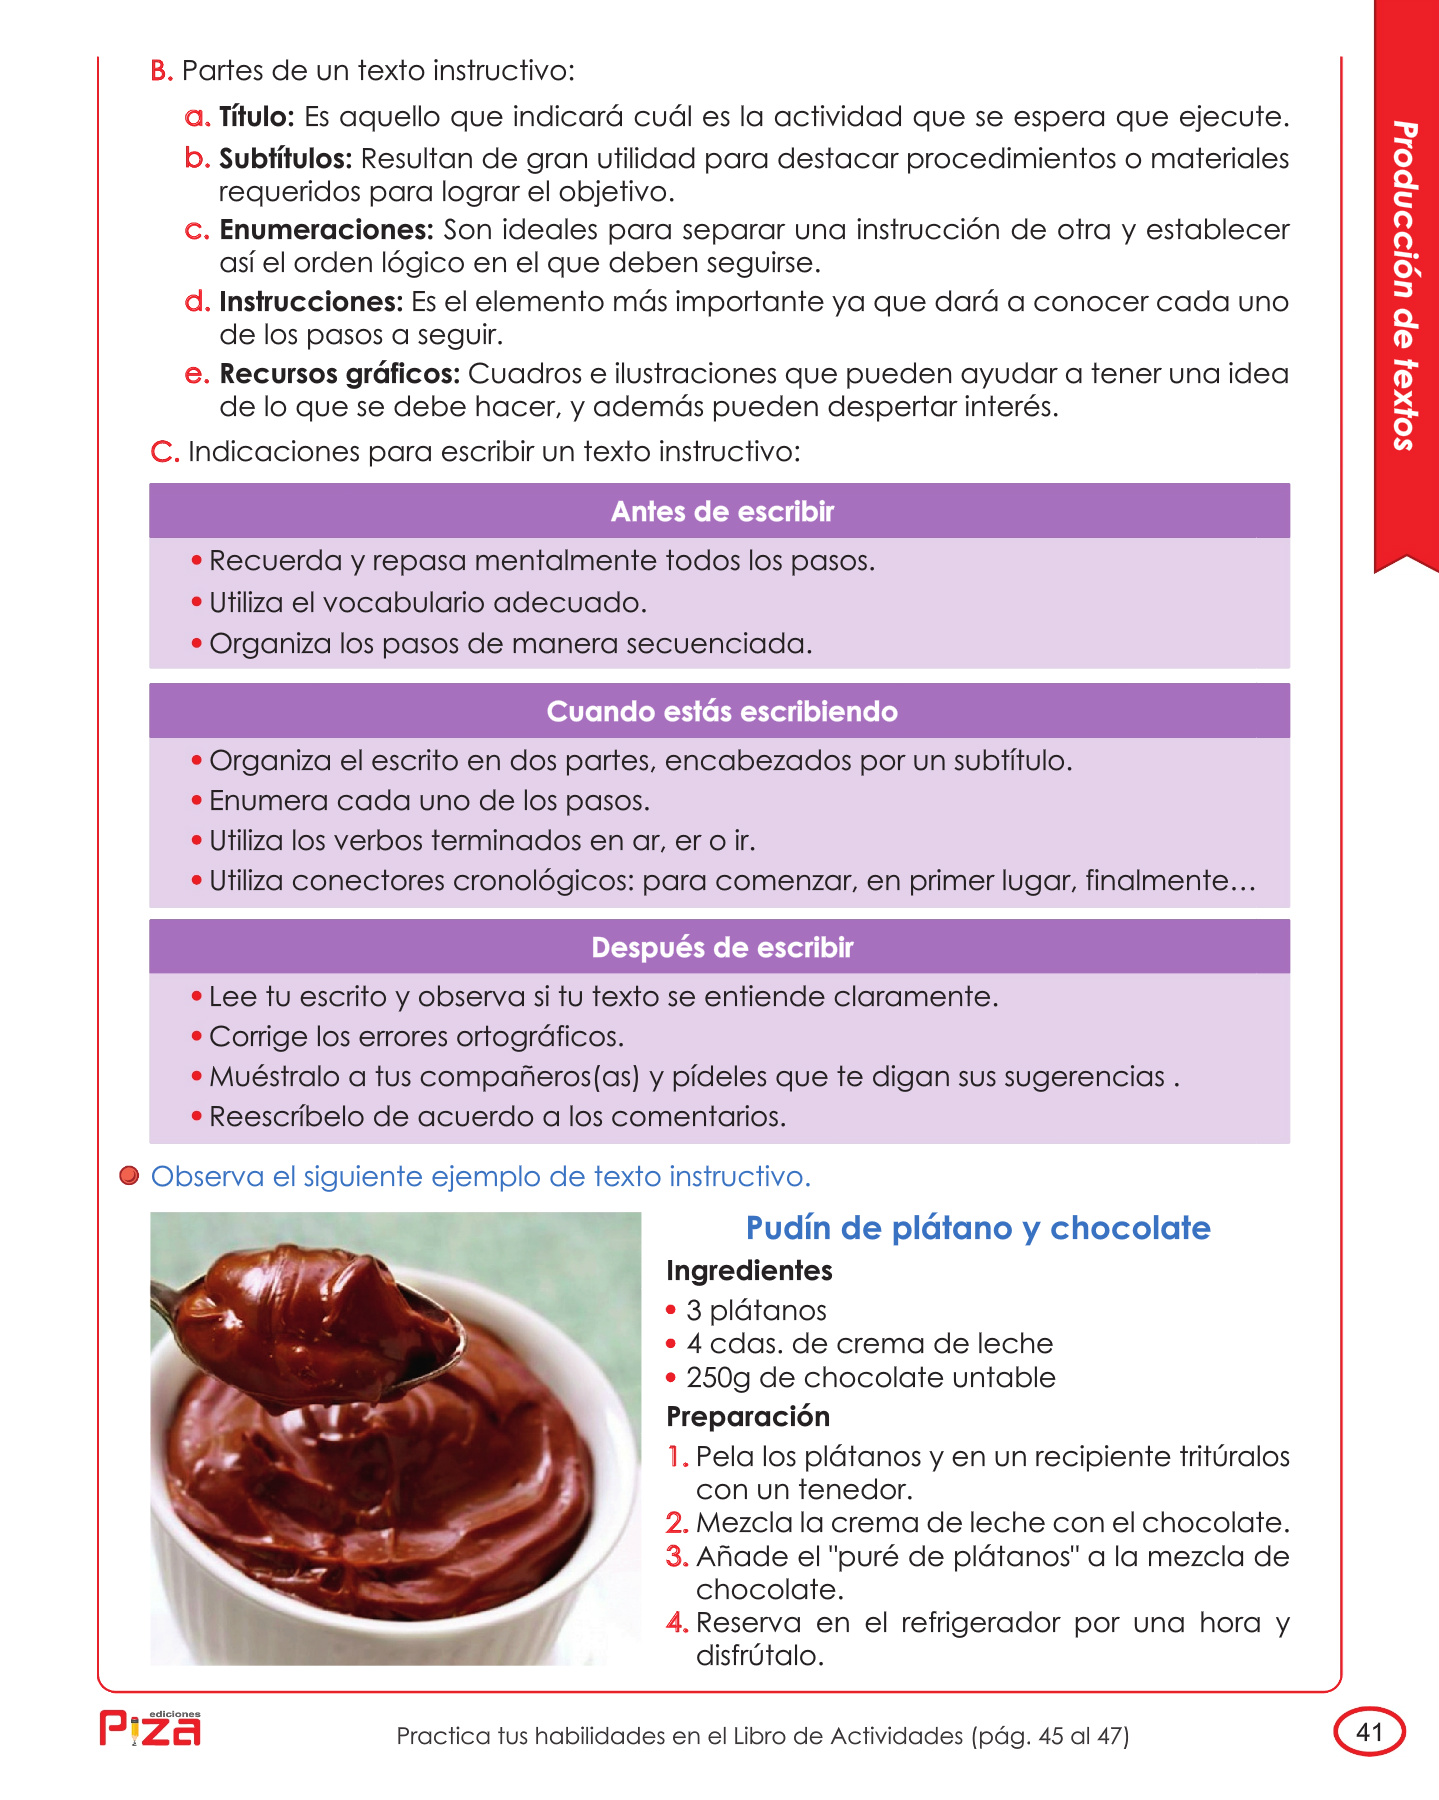 B. Partes de un texto instructivo:
a. Título: Es aquello que indicará cuál es la actividad que se espera que ejecute.
b. Subtítulos: Resultan de gran utilidad para destacar procedimientos o materiales
requeridos para lograr el objetivo.
c. Enumeraciones: Son ideales para separar una instrucción de otra y establecer
así el orden lógico en el que deben seguirse.
d. Instrucciones: Es el elemento más importante ya que dará a conocer cada uno
de los pasos a seguir.
e. Recursos gráficos: Cuadros e ilustraciones que pueden ayudar a tener una idea
de lo que se debe hacer, y además pueden despertar interés.
C. Indicaciones para escribir un texto instructivo:
Antes de escribir
• Recuerda y repasa mentalmente todos los pasos.
• Utiliza el vocabulario adecuado.
• Organiza los pasos de manera secuenciada.
Cuando estás escribiendo
• Organiza el escrito en dos partes, encabezados por un subtítulo.
• Enumera cada uno de los pasos.
• Utiliza los verbos terminados en ar, er o ir.
• Utiliza conectores cronológicos: para comenzar, en primer lugar, finalmente…
Después de escribir
• Lee tu escrito y observa si tu texto se entiende claramente.
• Corrige los errores ortográficos.
• Muéstralo a tus compañeros(as) y pídeles que te digan sus sugerencias .
• Reescríbelo de acuerdo a los comentarios.
Observa el siguiente ejemplo de texto instructivo.
Pudín de plátano y chocolate
Ingredientes
• 3 plátanos
• 4 cdas. de crema de leche
• 250g de chocolate untable
Preparación
1. Pela los plátanos y en un recipiente tritúralos
con un tenedor.
2. Mezcla la crema de leche con el chocolate.
3. Añade el "puré de plátanos" a la mezcla de
chocolate.
4. Reserva en el refrigerador por una hora y
disfrútalo.
Producción de textos
ediciones
Piza
Practica tus habilidades en el Libro de Actividades (pág. 45 al 47)
41